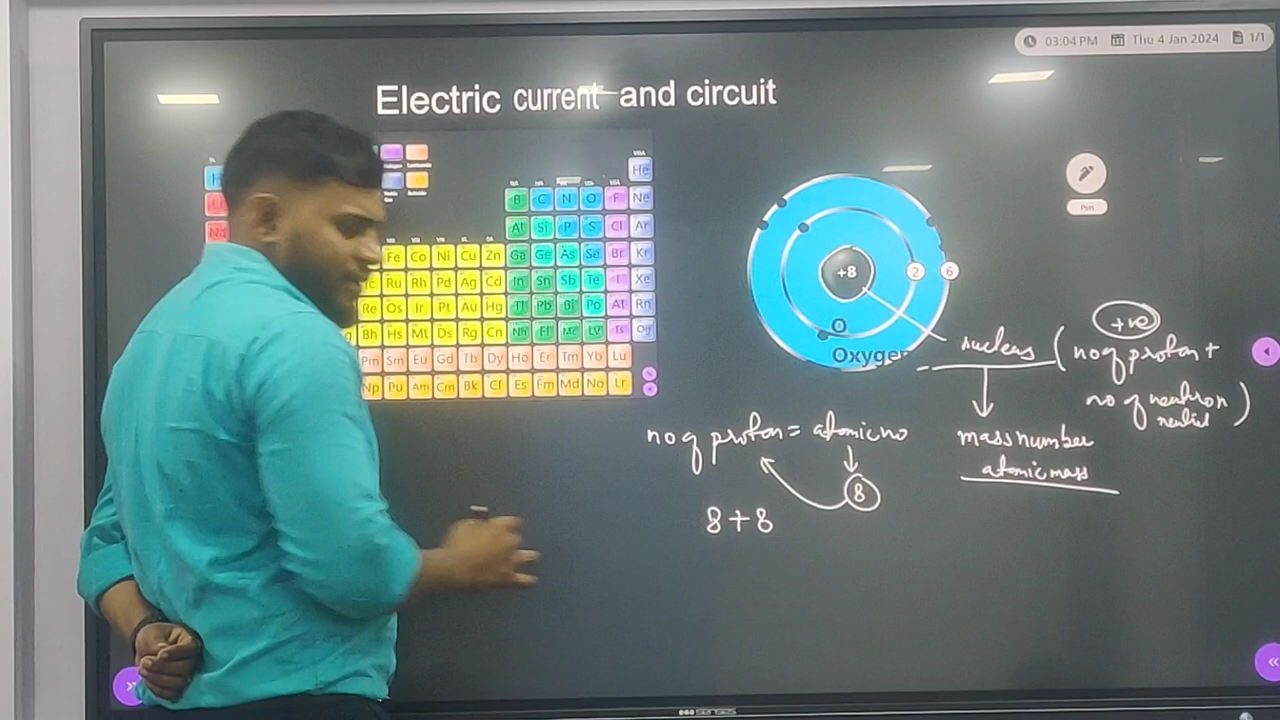 03:04 PM Thu 4 Jan 2024 1/1
Electric current and circuit
Pen
H He
Li B C N O F Ne
Na Al Si P S Cl Ar
Fe Co Ni Cu Zn Ga Ge As Se Br Kr
Tc Ru Rh Pd Ag Cd In Sn Sb Te I Xe
Re Os Ir Pt Au Hg Tl Pb Bi Po At Rn
Bh Hs Mt Ds Rg Cn Nh Fl Mc Lv Ts Og
Pm Sm Eu Gd Tb Dy Ho Er Tm Yb Lu
Np Pu Am Cm Bk Cf Es Fm Md No Lr
+8 2 6
O
Oxygen
+ve
nucleus ( no of proton +
no of neutron )
neutral
no of proton = atomic no
8
8 + 8
mass number
atomic mass